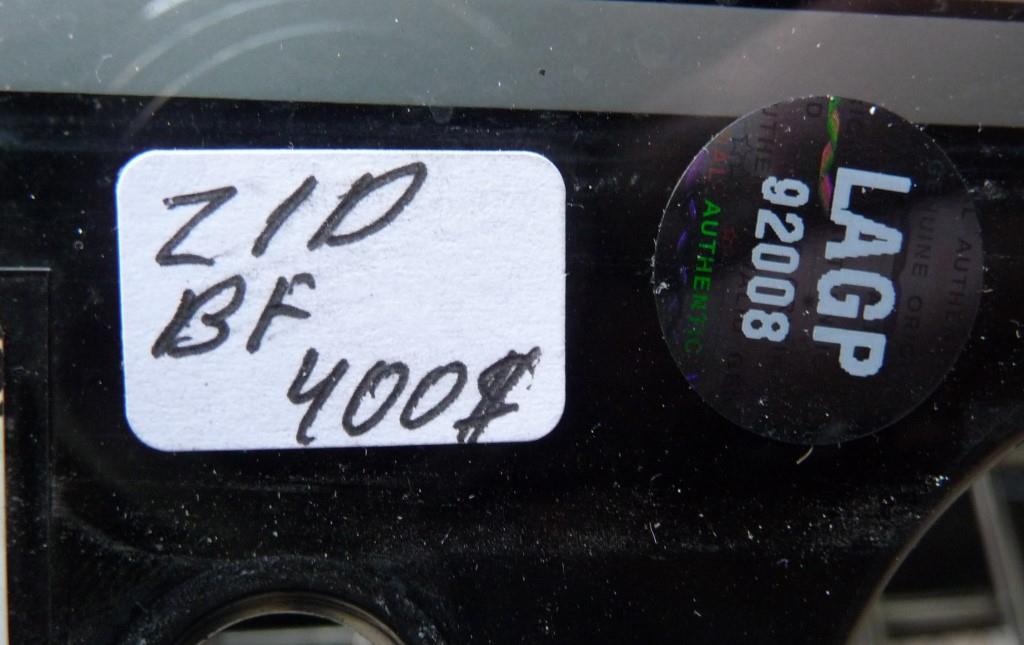 ZID
BF
400$
LAGP
92008
AUTHENTIC